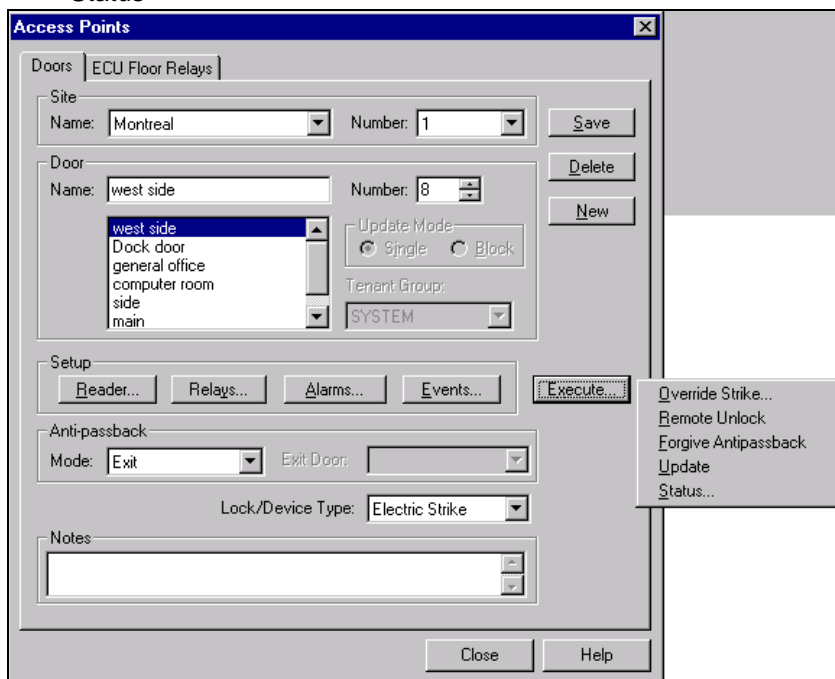 Status
Access Points
Doors
ECU Floor Relays
Site
Name: Montreal Number: 1
Save
Door
Name: west side Number: 8
Delete
New
west side
Dock door
general office
computer room
side
main
Update Mode
Single Block
Tenant Group:
SYSTEM
Setup
Reader... Relays... Alarms... Events... Execute...
Override Strike...
Remote Unlock
Forgive Antipassback
Update
Status...
Anti-passback
Mode: Exit Exit Door:
Lock/Device Type: Electric Strike
Notes
Close Help